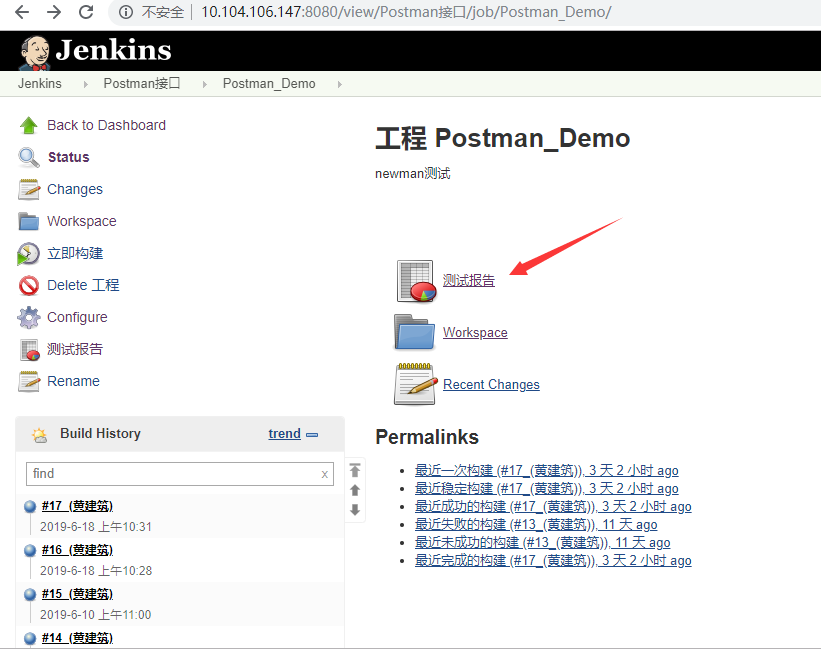 不安全 10.104.106.147:8080/view/Postman接口/job/Postman_Demo/
Jenkins
Jenkins Postman接口 Postman_Demo
Back to Dashboard
Status
Changes
Workspace
立即构建
Delete 工程
Configure
测试报告
Rename
Build History trend
find x
#17_(黄建筑)
2019-6-18 上午10:31
#16_(黄建筑)
2019-6-18 上午10:28
#15_(黄建筑)
2019-6-10 上午11:00
#14_(黄建筑)
工程 Postman_Demo
newman测试
测试报告
Workspace
Recent Changes
Permalinks
最近一次构建 (#17_(黄建筑)), 3 天 2 小时 ago
最近稳定构建 (#17_(黄建筑)), 3 天 2 小时 ago
最近成功的构建 (#17_(黄建筑)), 3 天 2 小时 ago
最近失败的构建 (#13_(黄建筑)), 11 天 ago
最近未成功的构建 (#13_(黄建筑)), 11 天 ago
最近完成的构建 (#17_(黄建筑)), 3 天 2 小时 ago